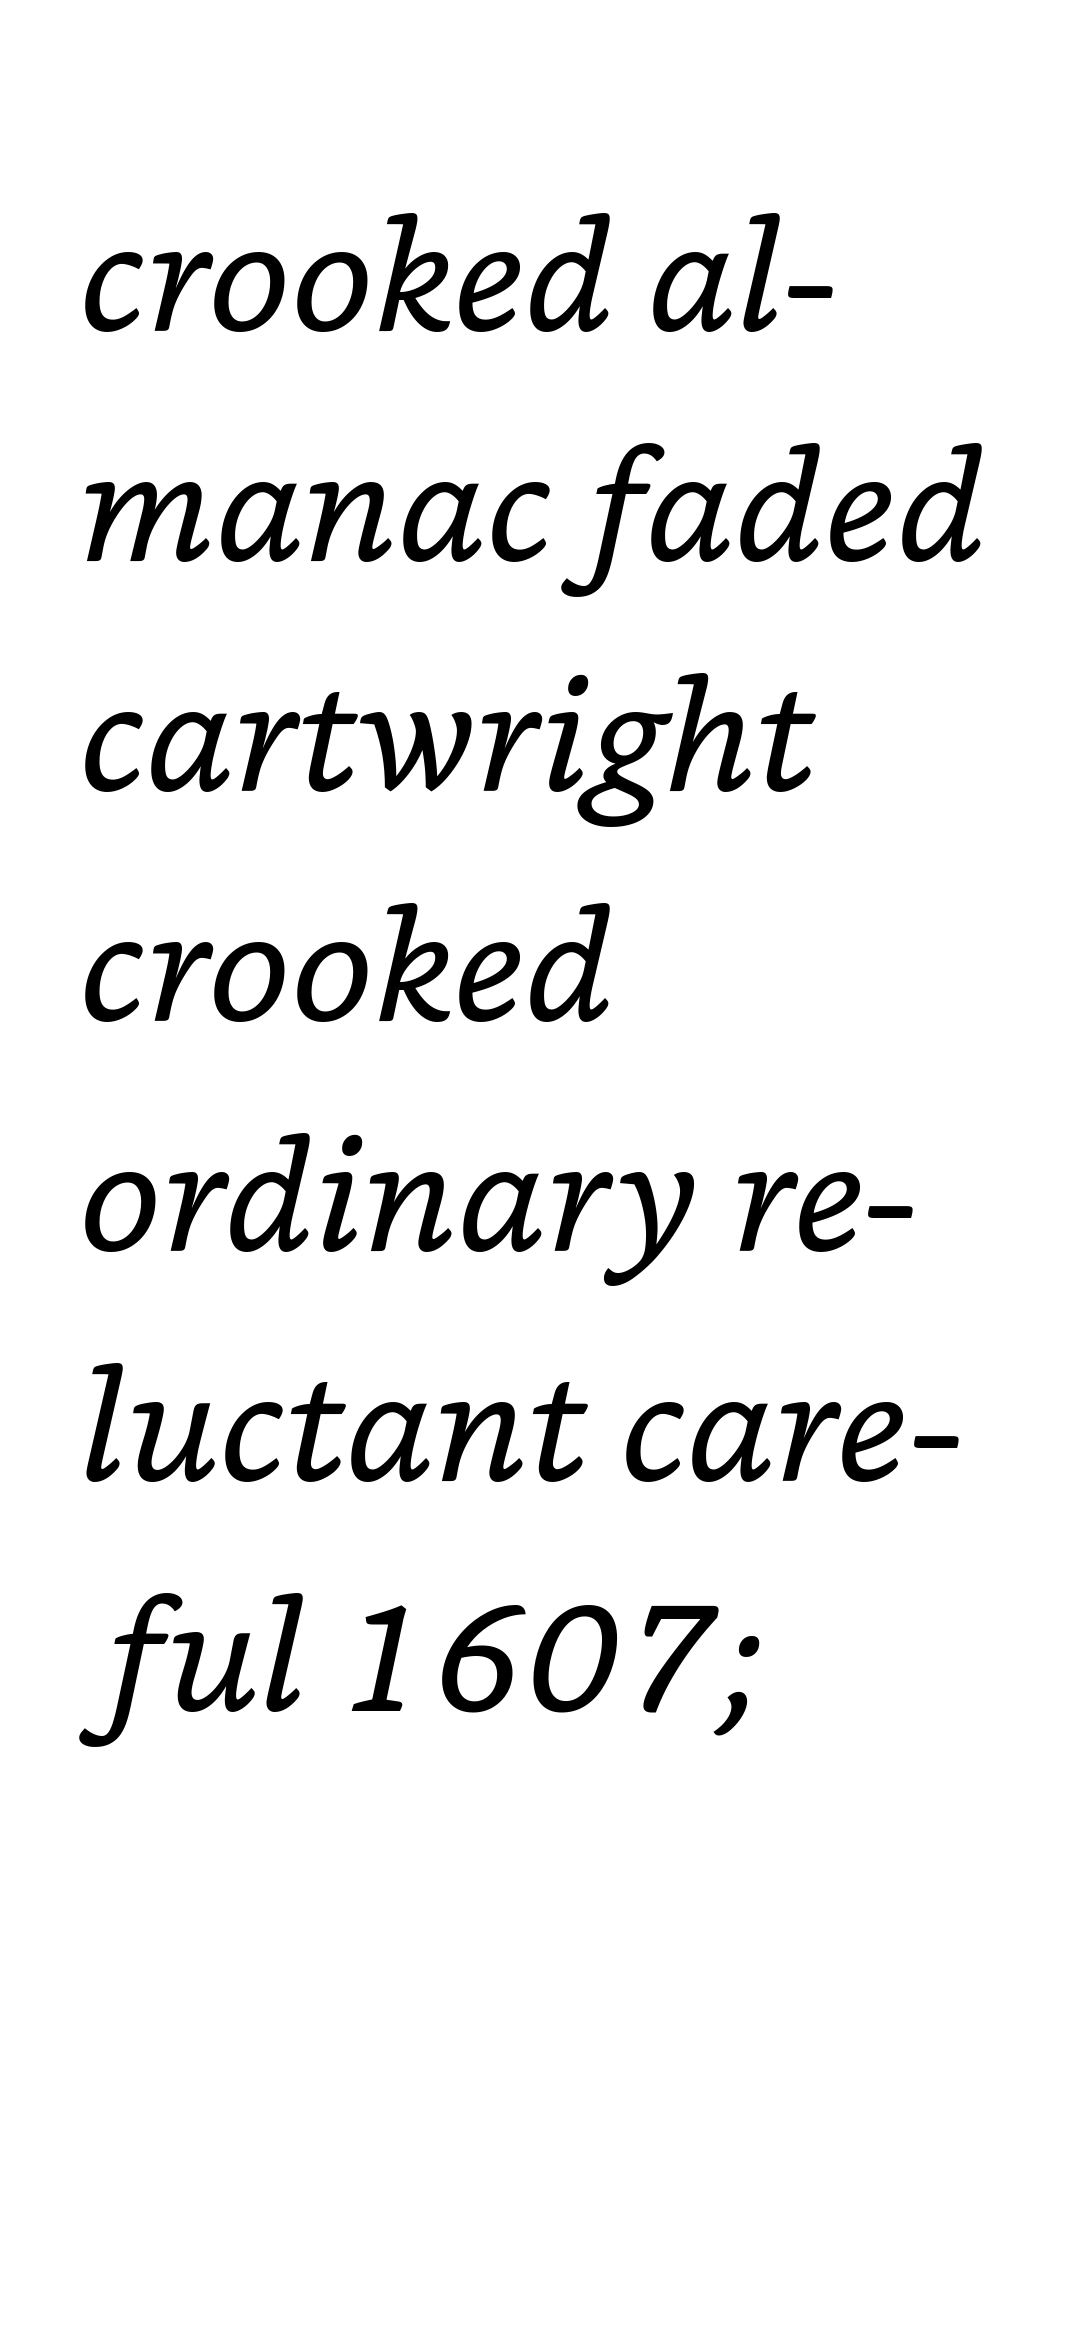 crooked al-
manac faded
cartwright
crooked
ordinary re-
luctant care-
ful 1607;